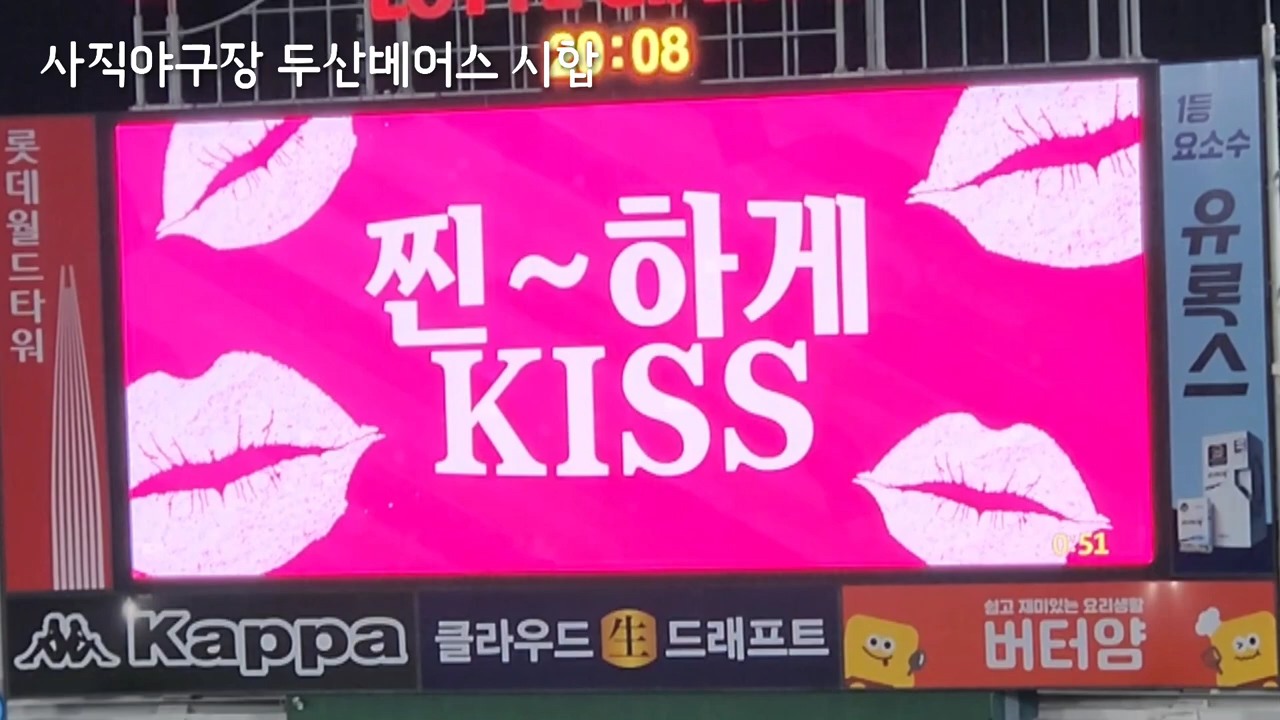 사직야구장 두산베어스 시합
:08
롯데월드타워
찐~하게
KISS
0:51
1등
요소수
유록스
Kappa
클라우드 生 드래프트
쉽고 재미있는 요리생활
버터얌